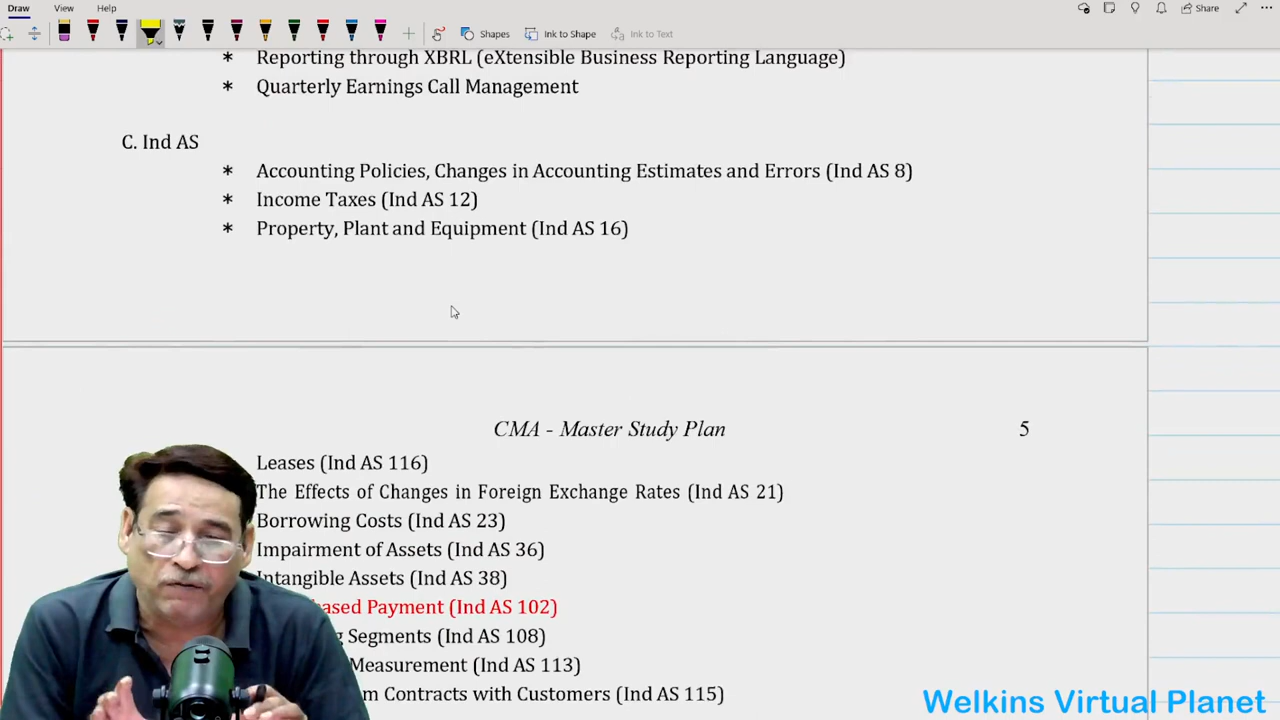 Draw View Help
Share
Shapes Ink to Shape Ink to Text
* Reporting through XBRL (eXtensible Business Reporting Language)
* Quarterly Earnings Call Management
C. Ind AS
* Accounting Policies, Changes in Accounting Estimates and Errors (Ind AS 8)
* Income Taxes (Ind AS 12)
* Property, Plant and Equipment (Ind AS 16)
CMA - Master Study Plan 5
Leases (Ind AS 116)
The Effects of Changes in Foreign Exchange Rates (Ind AS 21)
Borrowing Costs (Ind AS 23)
Impairment of Assets (Ind AS 36)
Intangible Assets (Ind AS 38)
Payment (Ind AS 102)
Segments (Ind AS 108)
Measurement (Ind AS 113)
Contracts with Customers (Ind AS 115)
Welkins Virtual Planet